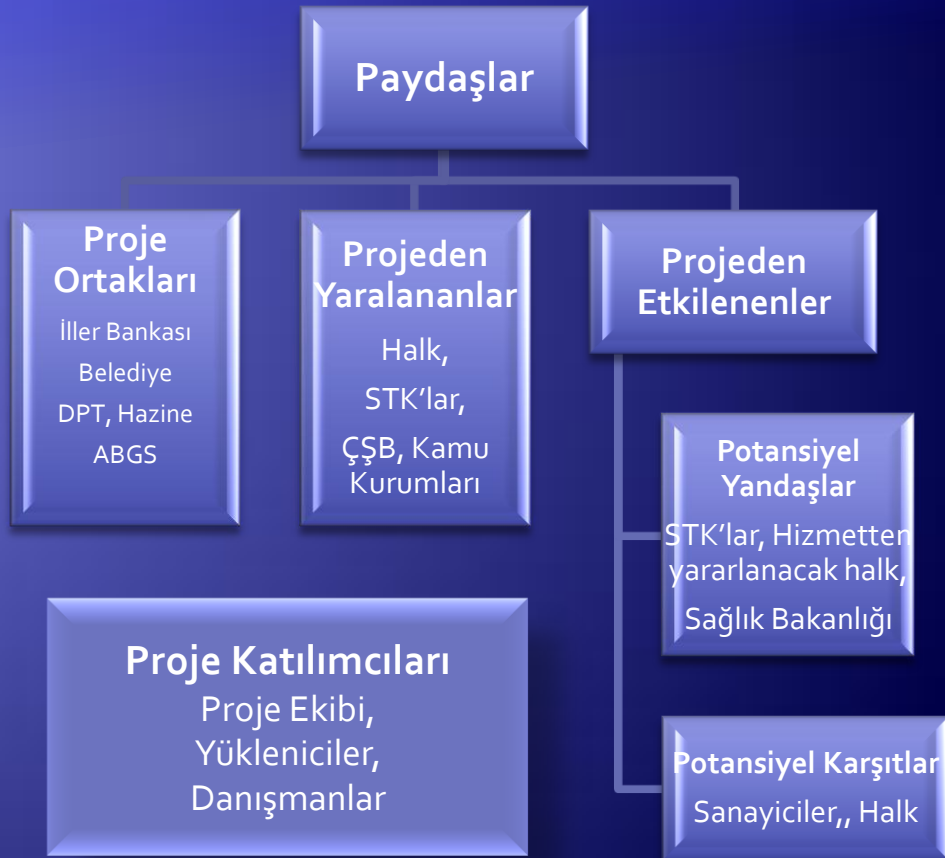 Paydaşlar
Proje
Ortakları
İller Bankası
Belediye
DPT, Hazine
ABGS
Projeden
Yaralananlar
Halk,
STK’lar,
ÇŞB, Kamu
Kurumları
Projeden
Etkilenenler
Potansiyel
Yandaşlar
STK’lar, Hizmetten
yararlanacak halk,
Sağlık Bakanlığı
Potansiyel Karşıtlar
Sanayiciler,, Halk
Proje Katılımcıları
Proje Ekibi,
Yükleniciler,
Danışmanlar